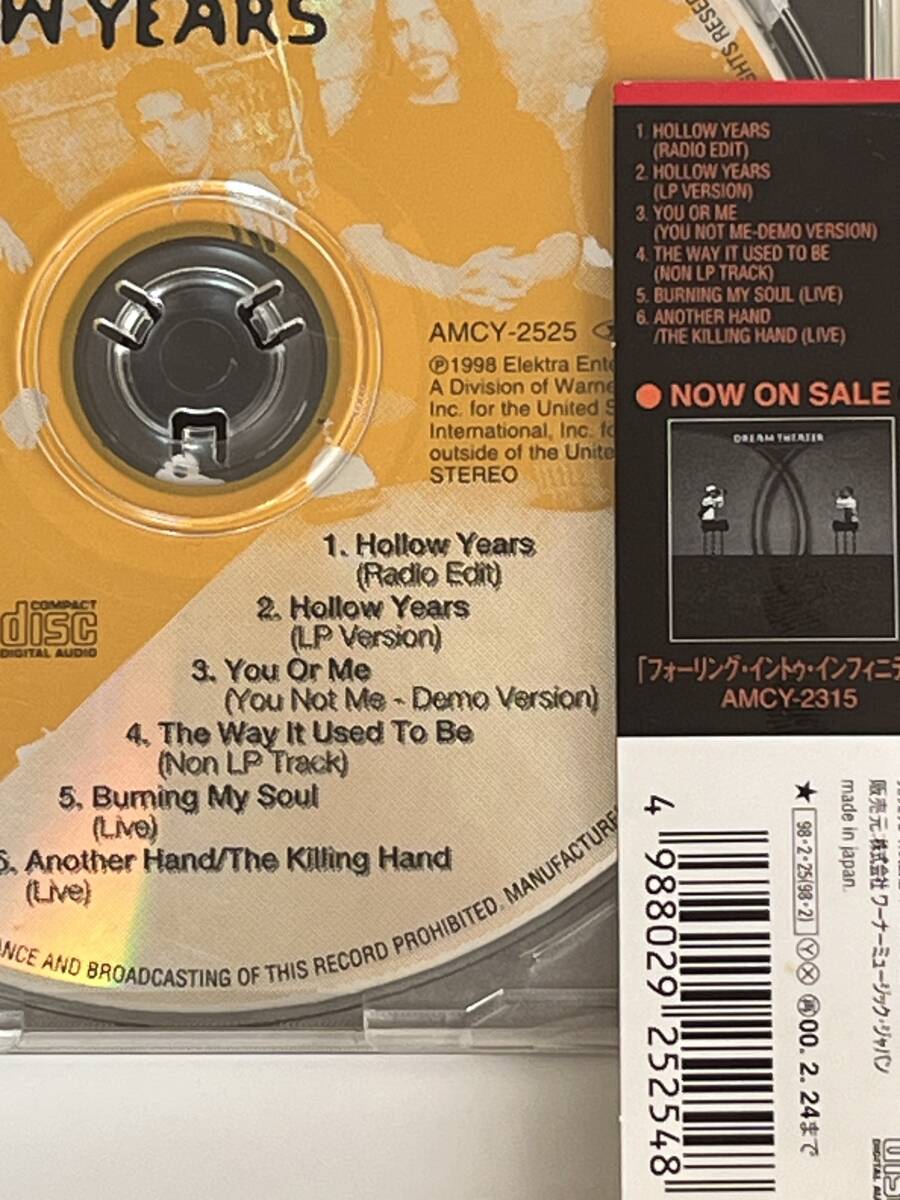 W YEARS
GHTS RESE
AMCY-2525
℗1998 Elektra Ente
A Division of Warne
Inc. for the United S
International, Inc. fo
outside of the Unite
STEREO
1. Hollow Years
(Radio Edit)
2. Hollow Years
(LP Version)
3. You Or Me
(You Not Me - Demo Version)
4. The Way It Used To Be
(Non LP Track)
5. Burning My Soul
(Live)
6. Another Hand/The Killing Hand
(Live)
COMPACT
disc
DIGITAL AUDIO
NCE AND BROADCASTING OF THIS RECORD PROHIBITED. MANUFACTURE
1. HOLLOW YEARS
(RADIO EDIT)
2. HOLLOW YEARS
(LP VERSION)
3. YOU OR ME
(YOU NOT ME-DEMO VERSION)
4. THE WAY IT USED TO BE
(NON LP TRACK)
5. BURNING MY SOUL (LIVE)
6. ANOTHER HAND
/THE KILLING HAND (LIVE)
● NOW ON SALE
DREAM THEATER
「フォーリング・イントゥ・インフィニテ
AMCY-2315
販売元:株式会社 ワーナーミュージック・ジャパン
made in japan.
★ 98・2・25(98・2) Ⓨ Ⓧ ㊢00. 2. 24まで
4 988029 252548